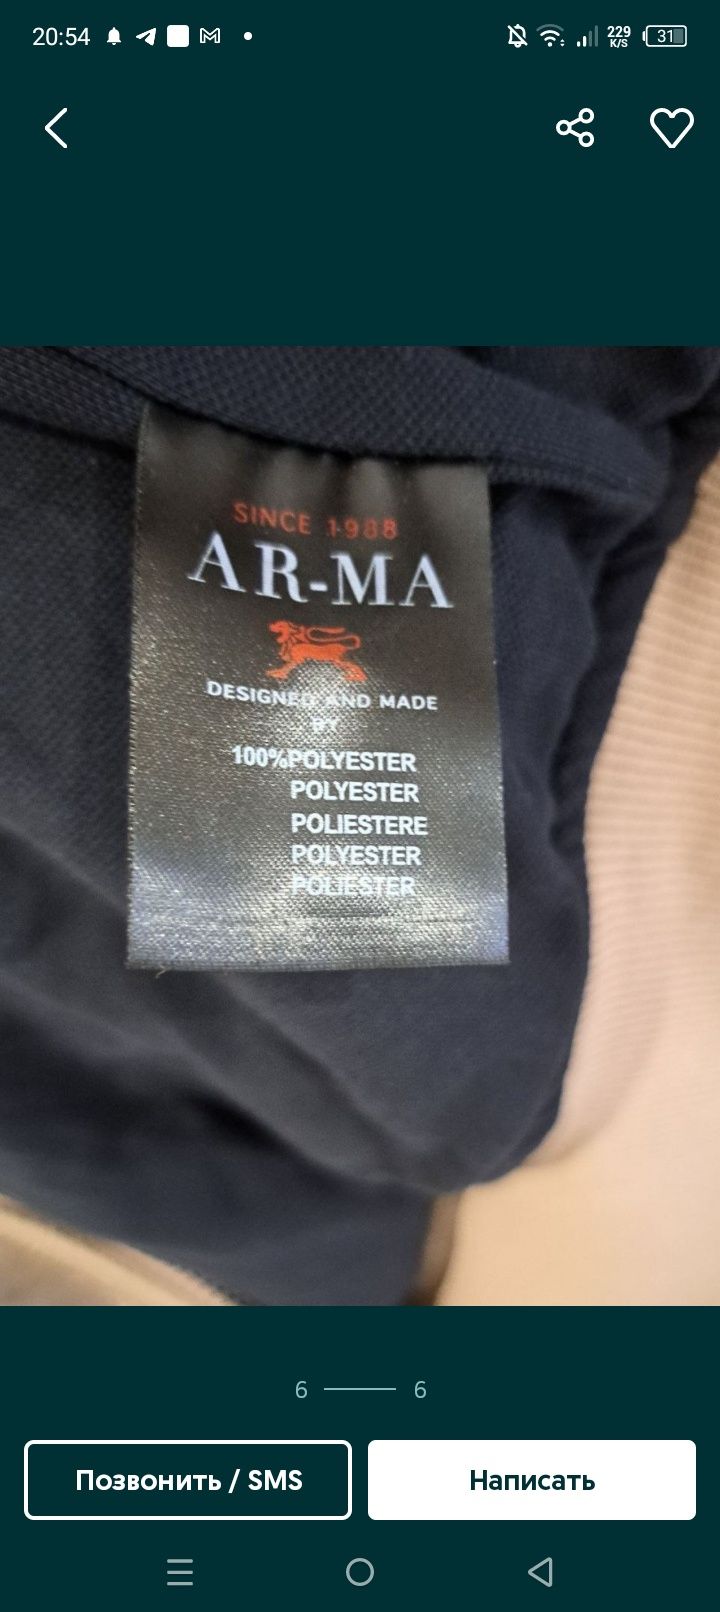 20:54
229
K/S
31
SINCE 1988
AR-MA
DESIGNED AND MADE
BY
100%POLYESTER
POLYESTER
POLIESTERE
POLYESTER
POLIESTER
6 6
Позвонить / SMS
Написать